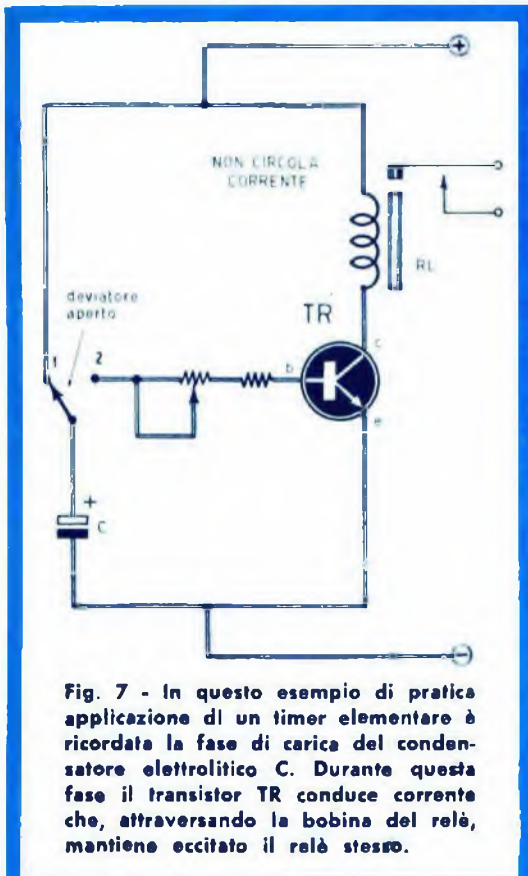 +
NON CIRCOLA
CORRENTE
RL
deviatore
aperto
TR
1
2
b
c
e
+
C
−
Fig. 7 - In questo esempio di pratica
applicazione di un timer elementare è
ricordata la fase di carica del conden-
satore elettrolitico C. Durante questa
fase il transistor TR conduce corrente
che, attraversando la bobina del relè,
mantiene eccitato il relè stesso.